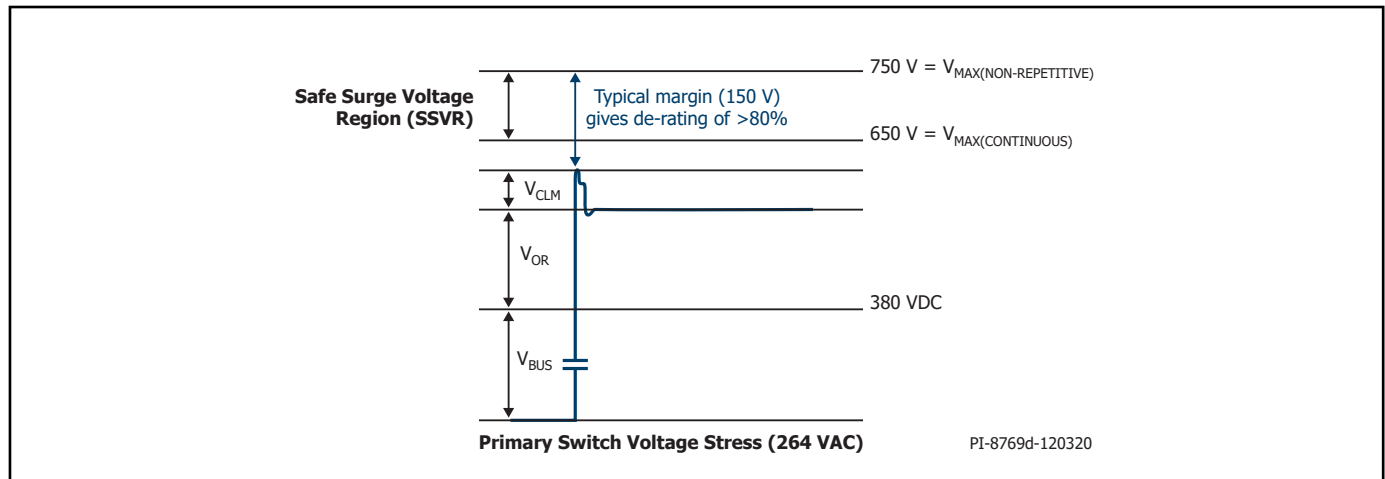 750 V = VMAX(NON-REPETITIVE)
Safe Surge Voltage
Region (SSVR)
Typical margin (150 V)
gives de-rating of >80%
650 V = VMAX(CONTINUOUS)
VCLM
VOR
380 VDC
VBUS
Primary Switch Voltage Stress (264 VAC)
PI-8769d-120320